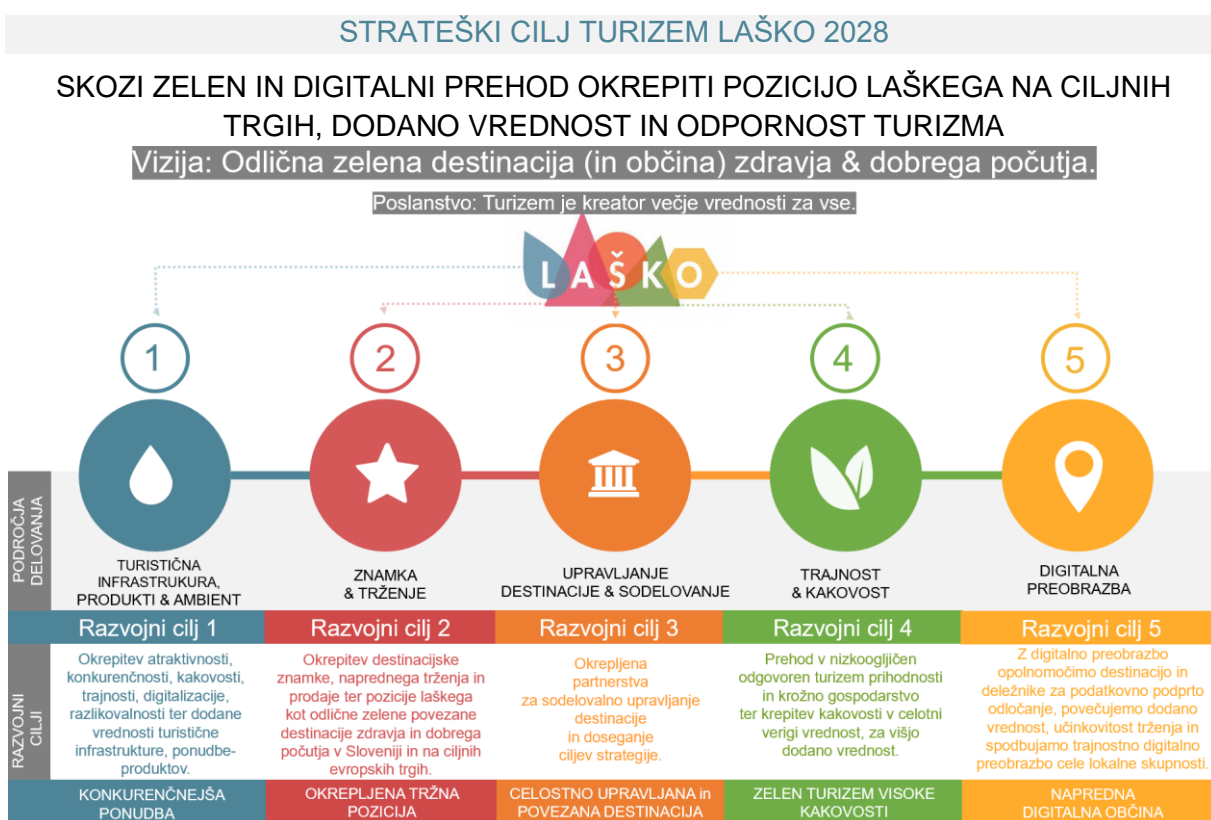 STRATEŠKI CILJ TURIZEM LAŠKO 2028
SKOZI ZELEN IN DIGITALNI PREHOD OKREPITI POZICIJO LAŠKEGA NA CILJNIH
TRGIH, DODANO VREDNOST IN ODPORNOST TURIZMA
Vizija: Odlična zelena destinacija (in občina) zdravja & dobrega počutja.
Poslanstvo: Turizem je kreator večje vrednosti za vse.
LAŠKO
1
2
3
4
5
PODROČJA
DELOVANJA
TURISTIČNA
INFRASTRUKURA,
PRODUKTI & AMBIENT
ZNAMKA
& TRŽENJE
UPRAVLJANJE
DESTINACIJE & SODELOVANJE
TRAJNOST
& KAKOVOST
DIGITALNA
PREOBRAZBA
Razvojni cilj 1
Razvojni cilj 2
Razvojni cilj 3
Razvojni cilj 4
Razvojni cilj 5
RAZVOJNI
CILJI
Okrepitev atraktivnosti,
konkurenčnosti, kakovosti,
trajnosti, digitalizacije,
razlikovalnosti ter dodane
vrednosti turistične
infrastrukture, ponudbe-
produktov.
Okrepitev destinacijske
znamke, naprednega trženja in
prodaje ter pozicije laškega
kot odlične zelene povezane
destinacije zdravja in dobrega
počutja v Sloveniji in na ciljnih
evropskih trgih.
Okrepljena
partnerstva
za sodelovalno upravljanje
destinacije
in doseganje
ciljev strategije.
Prehod v nizkoogljičen
odgovoren turizem prihodnosti
in krožno gospodarstvo
ter krepitev kakovosti v celotni
verigi vrednost, za višjo
dodano vrednost.
Z digitalno preobrazbo
opolnomočimo destinacijo in
deležnike za podatkovno podprto
odločanje, povečujemo dodano
vrednost, učinkovitost trženja in
spodbujamo trajnostno digitalno
preobrazbo cele lokalne skupnosti.
KONKURENČNEJŠA
PONUDBA
OKREPLJENA TRŽNA
POZICIJA
CELOSTNO UPRAVLJANA in
POVEZANA DESTINACIJA
ZELEN TURIZEM VISOKE
KAKOVOSTI
NAPREDNA
DIGITALNA OBČINA